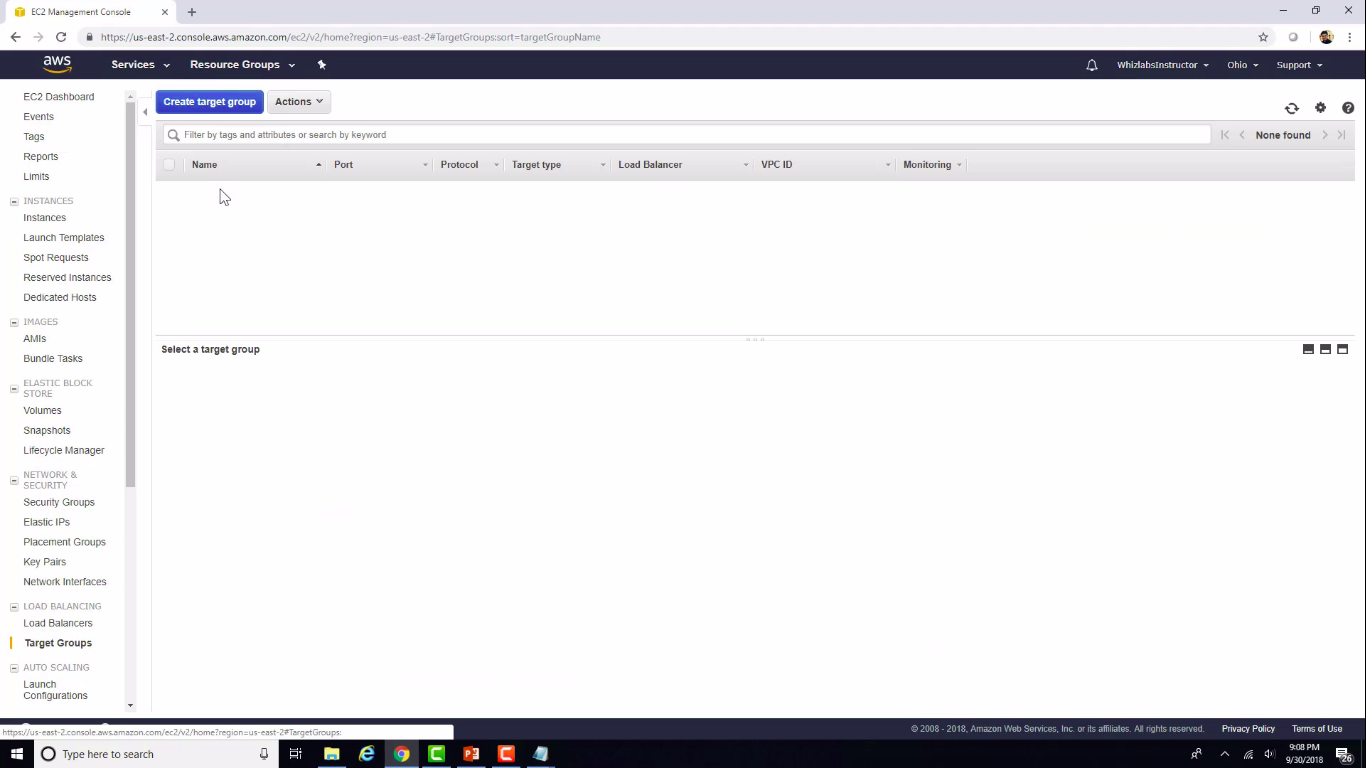 EC2 Management Console
https://us-east-2.console.aws.amazon.com/ec2/v2/home?region=us-east-2#TargetGroups:sort=targetGroupName
aws Services Resource Groups WhizlabsInstructor Ohio Support
EC2 Dashboard
Events
Tags
Reports
Limits
INSTANCES
Instances
Launch Templates
Spot Requests
Reserved Instances
Dedicated Hosts
IMAGES
AMIs
Bundle Tasks
ELASTIC BLOCK
STORE
Volumes
Snapshots
Lifecycle Manager
NETWORK &
SECURITY
Security Groups
Elastic IPs
Placement Groups
Key Pairs
Network Interfaces
LOAD BALANCING
Load Balancers
Target Groups
AUTO SCALING
Launch
Configurations
Create target group Actions
Filter by tags and attributes or search by keyword None found
Name Port Protocol Target type Load Balancer VPC ID Monitoring
Select a target group
© 2008 - 2018, Amazon Web Services, Inc. or its affiliates. All rights reserved. Privacy Policy Terms of Use
https://us-east-2.console.aws.amazon.com/ec2/v2/home?region=us-east-2#TargetGroups:
Type here to search
9:08 PM
9/30/2018
26